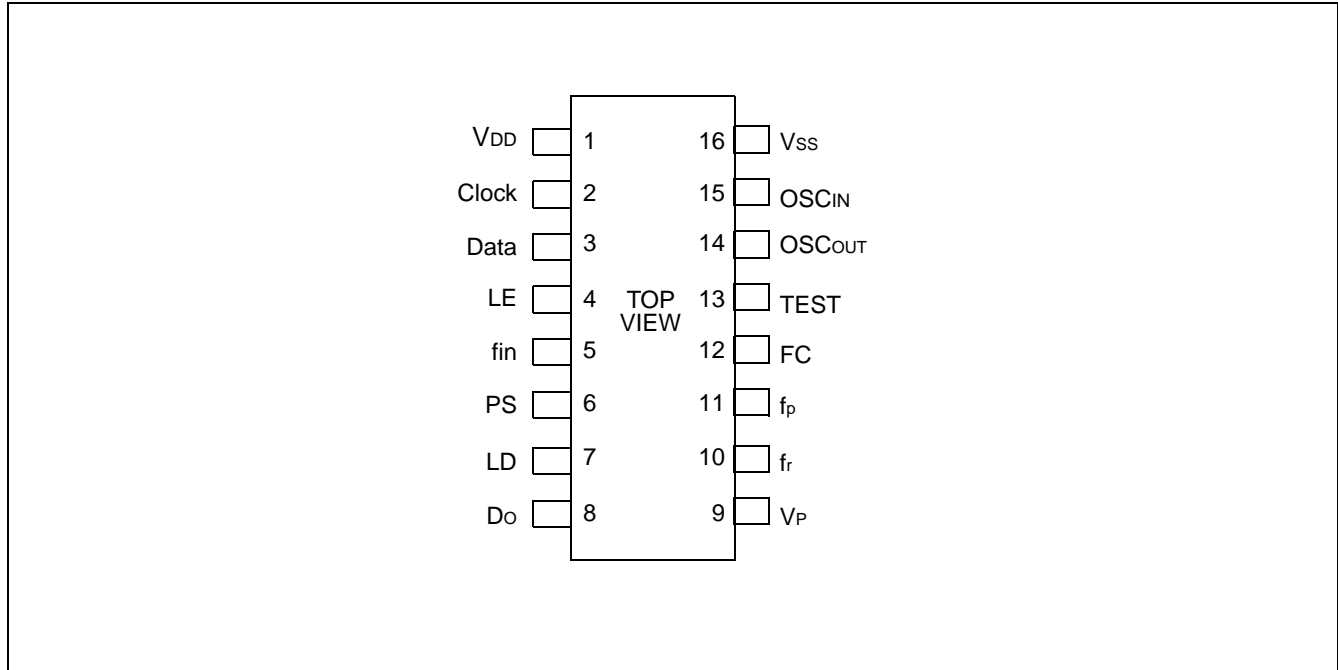 VDD 1 16 VSS
Clock 2 15 OSCIN
Data 3 14 OSCOUT
LE 4 TOP VIEW 13 TEST
fin 5 12 FC
PS 6 11 fp
LD 7 10 fr
DO 8 9 VP